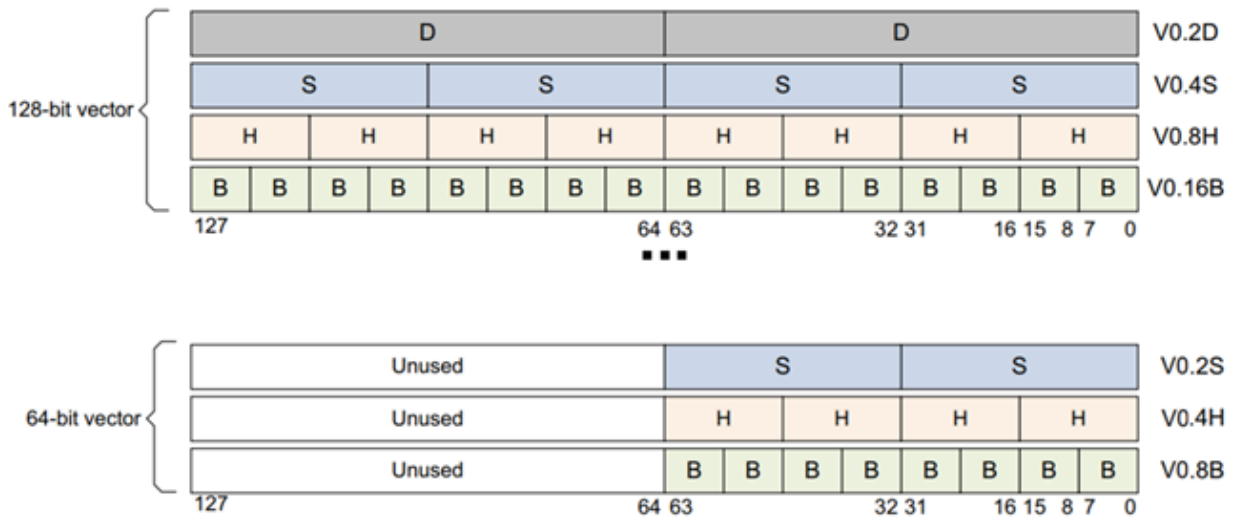 D D V0.2D
S S S S V0.4S
128-bit vector
H H H H H H H H V0.8H
B B B B B B B B B B B B B B B B V0.16B
127 64 63 32 31 16 15 8 7 0
Unused S S V0.2S
64-bit vector
Unused H H H H V0.4H
Unused B B B B B B B B V0.8B
127 64 63 32 31 16 15 8 7 0